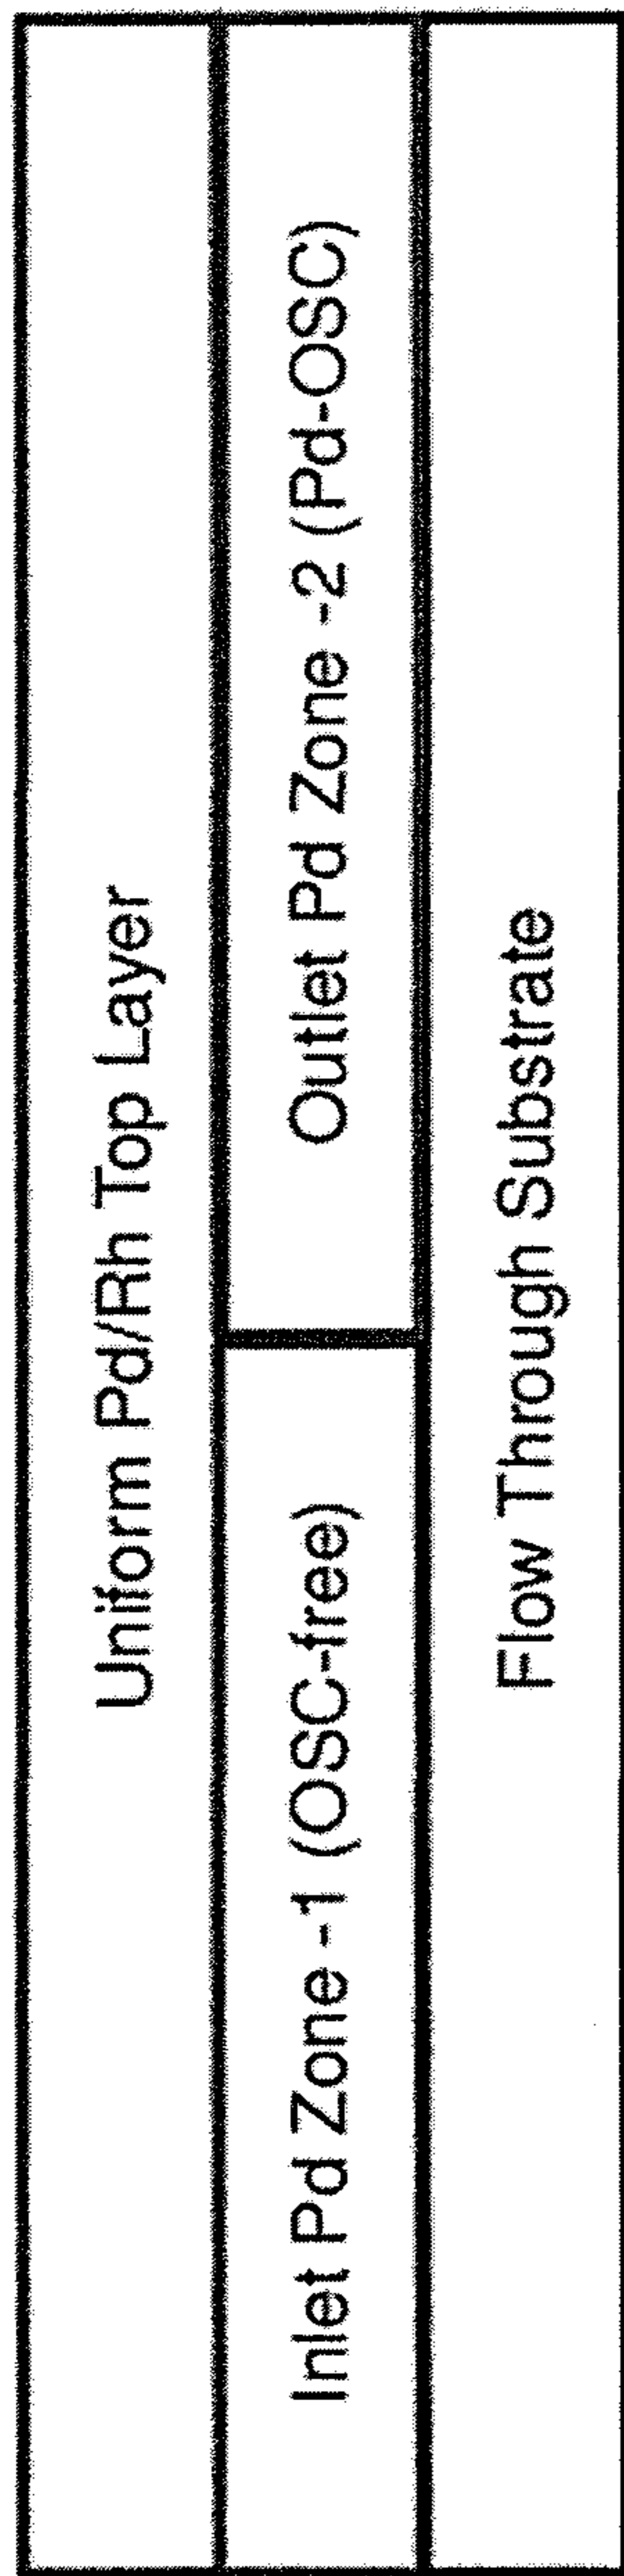 Uniform Pd/Rh Top Layer
Inlet Pd Zone -1 (OSC-free)
Outlet Pd Zone -2 (Pd-OSC)
Flow Through Substrate